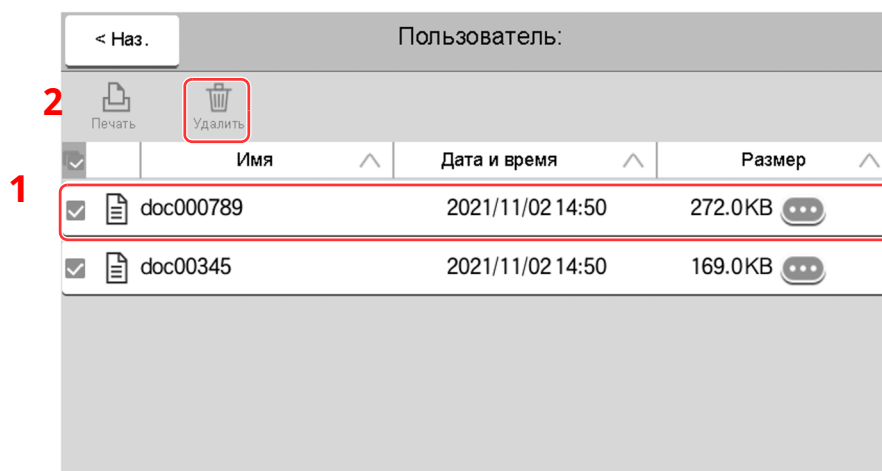 < Наз. Пользователь:
2
Печать Удалить
Имя Дата и время Размер
1
doc000789 2021/11/02 14:50 272.0KB
doc00345 2021/11/02 14:50 169.0KB